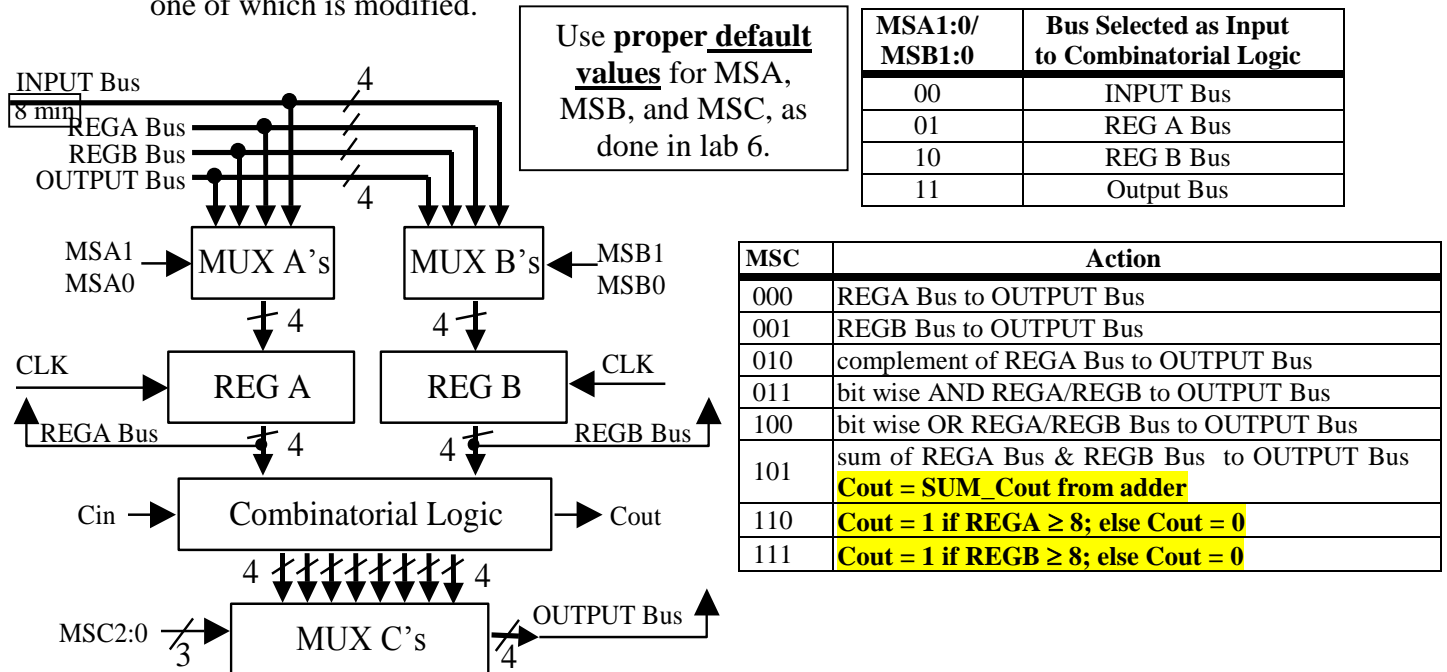 one of which is modified.
Use proper default
values for MSA,
MSB, and MSC, as
done in lab 6.
MSA1:0/ Bus Selected as Input
MSB1:0 to Combinatorial Logic
00 INPUT Bus
01 REG A Bus
10 REG B Bus
11 Output Bus
INPUT Bus 4
8 min
REGA Bus
REGB Bus
OUTPUT Bus
4
MSA1
MSA0
MUX A's
MUX B's
MSB1
MSB0
4
4
CLK
REG A
REG B
CLK
REGA Bus
4
4
REGB Bus
Cin
Combinatorial Logic
Cout
4
4
MSC2:0
3
MUX C's
4
OUTPUT Bus
MSC Action
000 REGA Bus to OUTPUT Bus
001 REGB Bus to OUTPUT Bus
010 complement of REGA Bus to OUTPUT Bus
011 bit wise AND REGA/REGB to OUTPUT Bus
100 bit wise OR REGA/REGB Bus to OUTPUT Bus
101 sum of REGA Bus & REGB Bus to OUTPUT Bus
Cout = SUM_Cout from adder
110 Cout = 1 if REGA ≥ 8; else Cout = 0
111 Cout = 1 if REGB ≥ 8; else Cout = 0